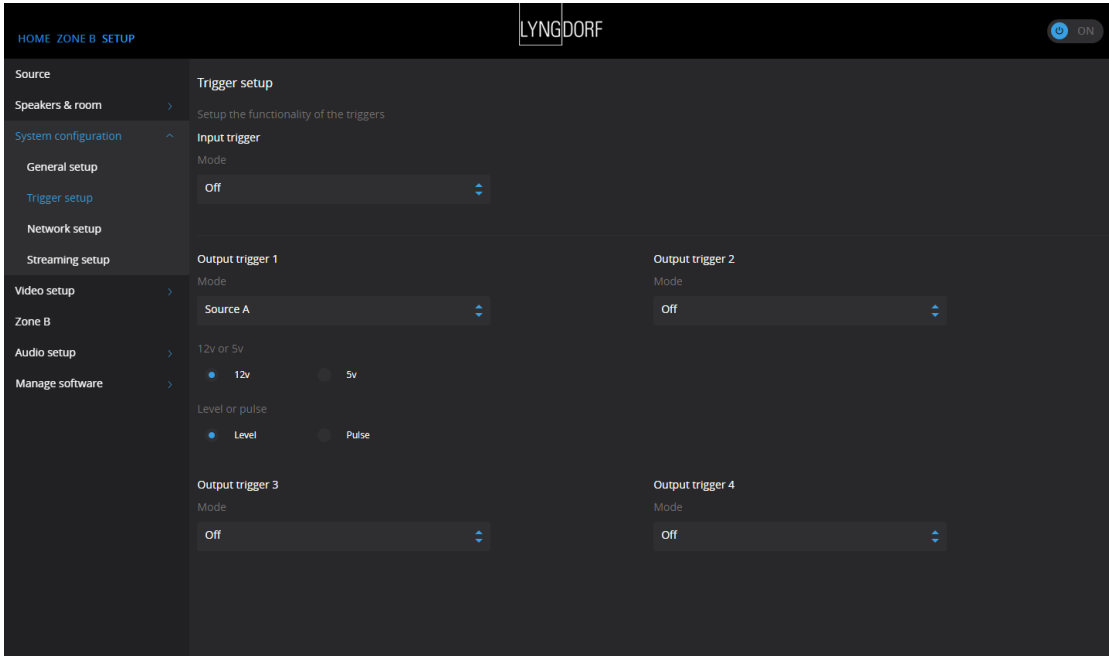 HOME ZONE B SETUP
LYNGDORF
ON
Source
Speakers & room
System configuration
General setup
Trigger setup
Network setup
Streaming setup
Video setup
Zone B
Audio setup
Manage software
Trigger setup
Setup the functionality of the triggers
Input trigger
Mode
Off
Output trigger 1
Mode
Source A
12v or 5v
12v 5v
Level or pulse
Level Pulse
Output trigger 2
Mode
Off
Output trigger 3
Mode
Off
Output trigger 4
Mode
Off